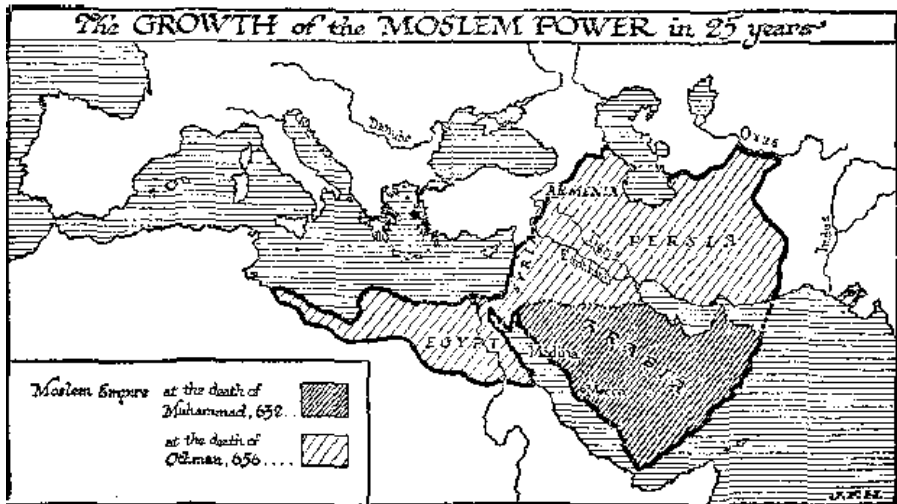 The GROWTH of the MOSLEM POWER in 25 years
Danube
Oxus
ARMENIA
Indus
PERSIA
EGYPT
Medina
Moslem Empire at the death of
Muhammad, 632...
at the death of
Othman, 656....
J.F.H.